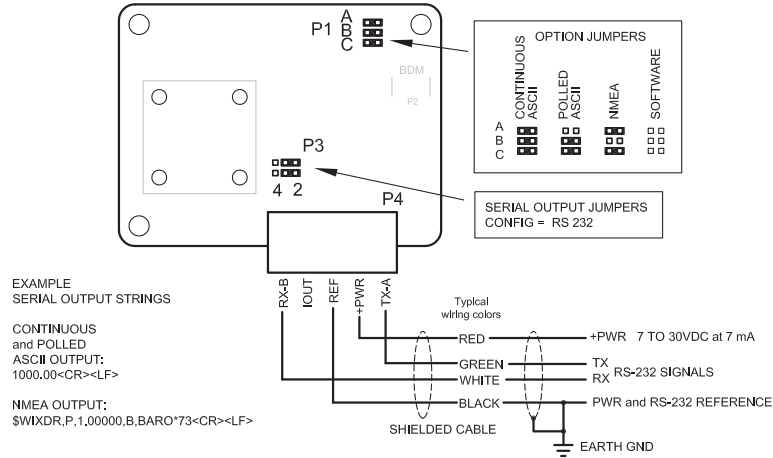 A
P1 B
C
BDM
P2
P3
4 2
P4
OPTION JUMPERS
CONTINUOUS
ASCII
POLLED
ASCII
NMEA
SOFTWARE
A
B
C
SERIAL OUTPUT JUMPERS
CONFIG = RS 232
RX-B
IOUT
REF
+PWR
TX-A
EXAMPLE
SERIAL OUTPUT STRINGS
CONTINUOUS
and POLLED
ASCII OUTPUT:
1000.00<CR><LF>
NMEA OUTPUT:
$WIXDR,P,1.00000,B,BARO*73<CR><LF>
Typical
wiring colors
RED
GREEN
WHITE
BLACK
SHIELDED CABLE
+PWR 7 TO 30VDC at 7 mA
TX
RX
RS-232 SIGNALS
PWR and RS-232 REFERENCE
EARTH GND